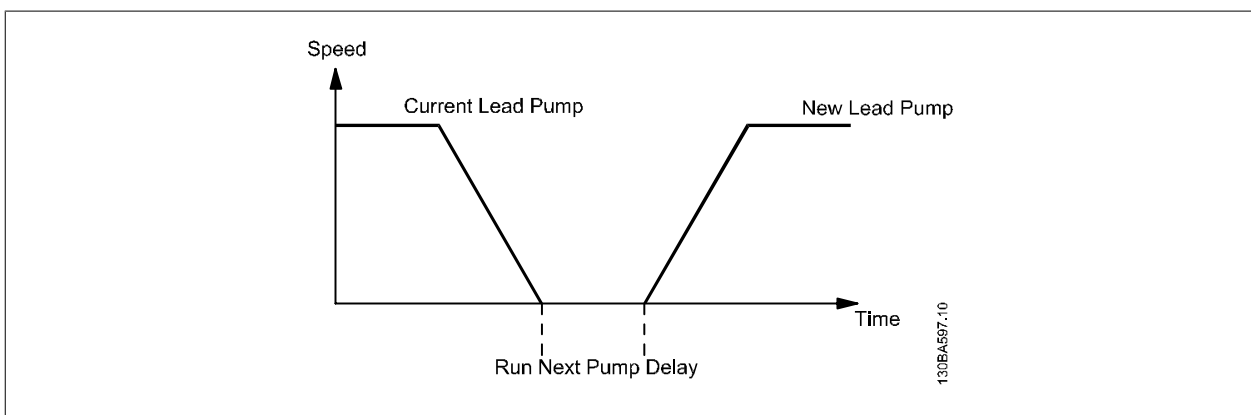 Speed
Current Lead Pump
New Lead Pump
Time
Run Next Pump Delay
130BA597.10